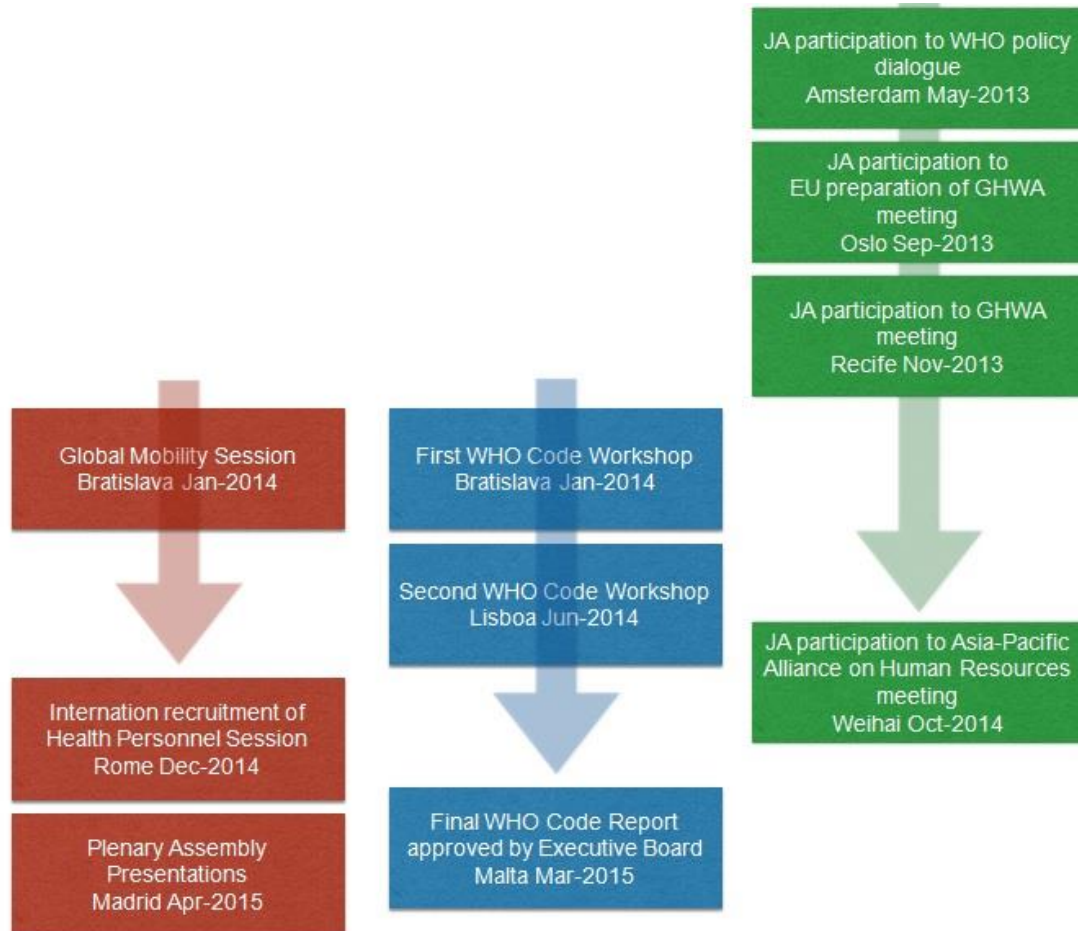 JA participation to WHO policy
dialogue
Amsterdam May-2013
JA participation to
EU preparation of GHWA
meeting
Oslo Sep-2013
JA participation to GHWA
meeting
Recife Nov-2013
JA participation to Asia-Pacific
Alliance on Human Resources
meeting
Weihai Oct-2014
Global Mobility Session
Bratislava Jan-2014
Internation recruitment of
Health Personnel Session
Rome Dec-2014
Plenary Assembly
Presentations
Madrid Apr-2015
First WHO Code Workshop
Bratislava Jan-2014
Second WHO Code Workshop
Lisboa Jun-2014
Final WHO Code Report
approved by Executive Board
Malta Mar-2015